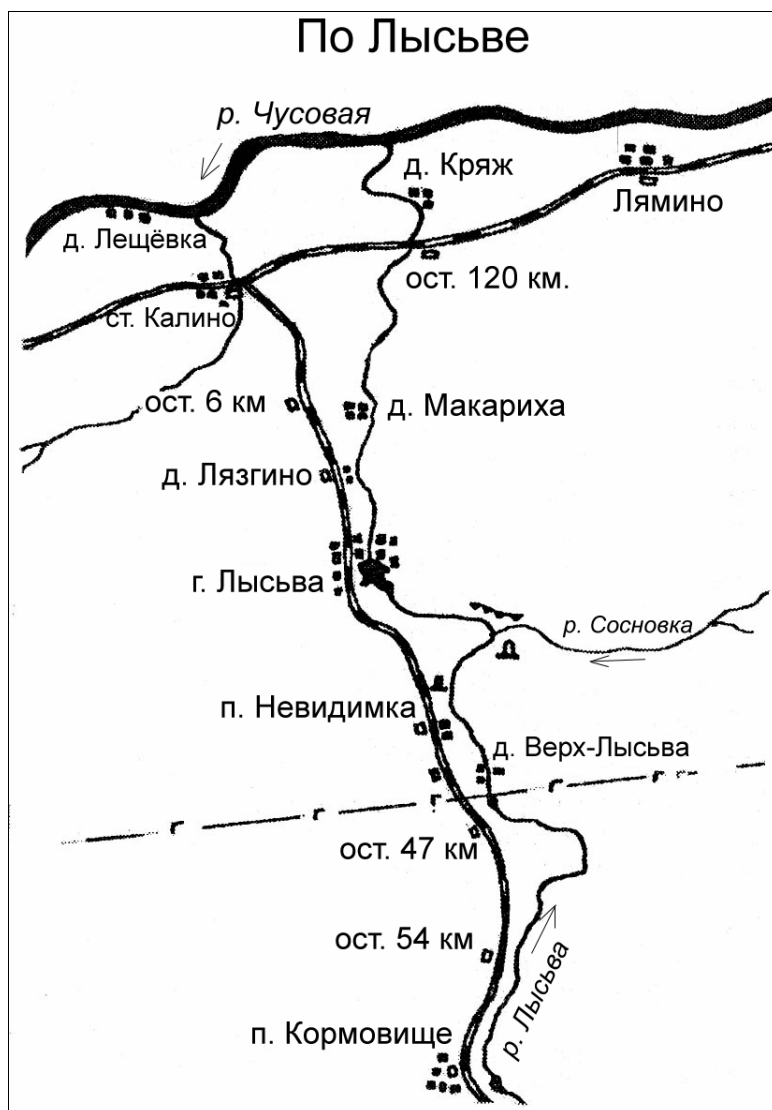 По Лысьве
р. Чусовая
д. Кряж
Лямино
д. Лещёвка
ост. 120 км.
ст. Калино
ост. 6 км
д. Макариха
д. Лязгино
г. Лысьва
р. Сосновка
п. Невидимка
д. Верх-Лысьва
г г г г г
ост. 47 км
ост. 54 км
р. Лысьва
п. Кормовище